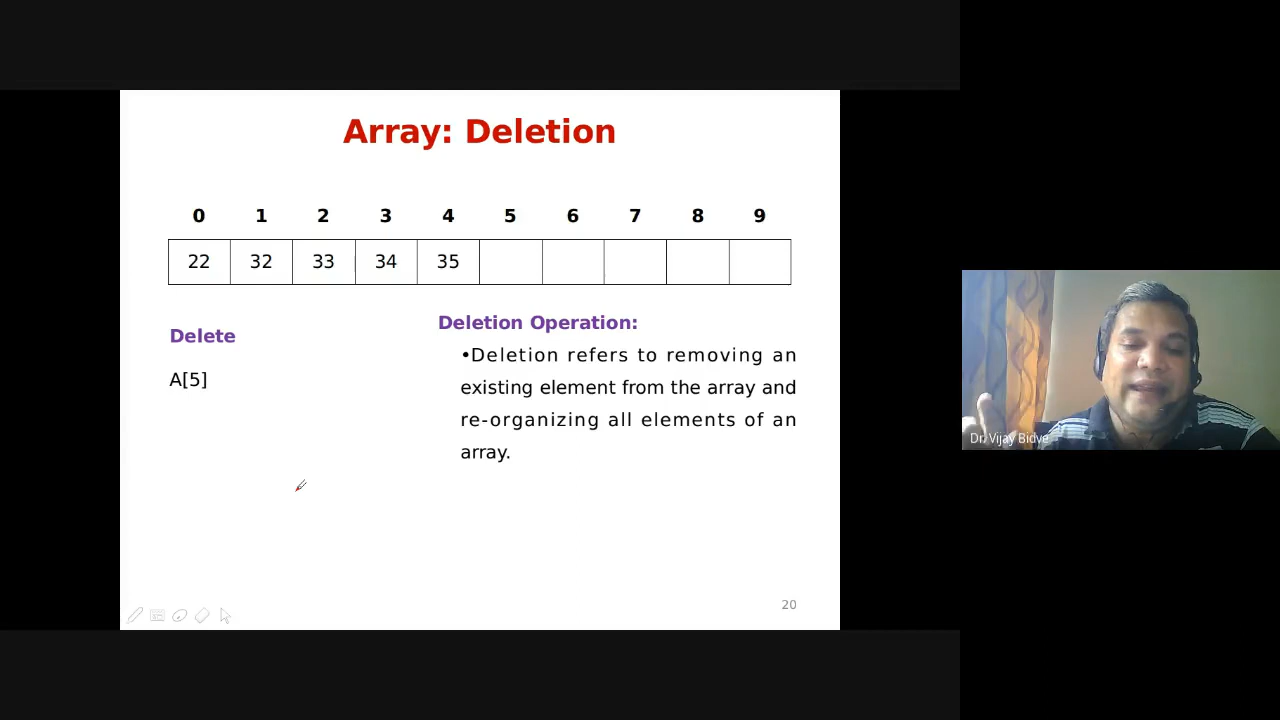 Array: Deletion
0 1 2 3 4 5 6 7 8 9
22 32 33 34 35
Delete
A[5]
Deletion Operation:
•Deletion refers to removing an
existing element from the array and
re-organizing all elements of an
array.
20
Dr. Vijay Bidve